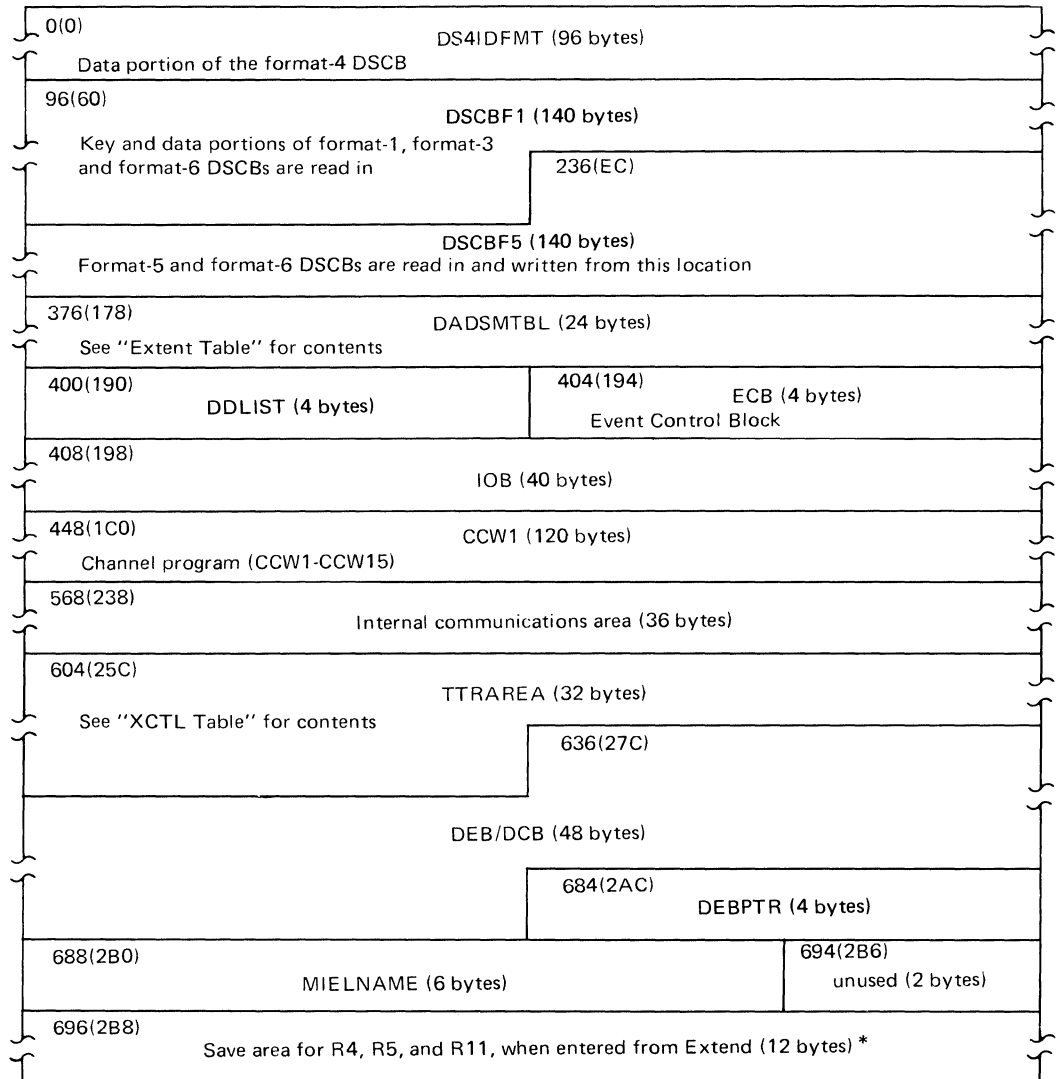 0(0)
DS4IDFMT (96 bytes)
Data portion of the format-4 DSCB
96(60)
DSCBF1 (140 bytes)
Key and data portions of format-1, format-3
and format-6 DSCBs are read in
236(EC)
DSCBF5 (140 bytes)
Format-5 and format-6 DSCBs are read in and written from this location
376(178)
DADSMTBL (24 bytes)
See "Extent Table" for contents
400(190)
DDLIST (4 bytes)
404(194)
ECB (4 bytes)
Event Control Block
408(198)
IOB (40 bytes)
448(1C0)
CCW1 (120 bytes)
Channel program (CCW1-CCW15)
568(238)
Internal communications area (36 bytes)
604(25C)
TTRAREA (32 bytes)
See "XCTL Table" for contents
636(27C)
DEB/DCB (48 bytes)
684(2AC)
DEBPTR (4 bytes)
688(2B0)
MIELNAME (6 bytes)
694(2B6)
unused (2 bytes)
696(2B8)
Save area for R4, R5, and R11, when entered from Extend (12 bytes) *